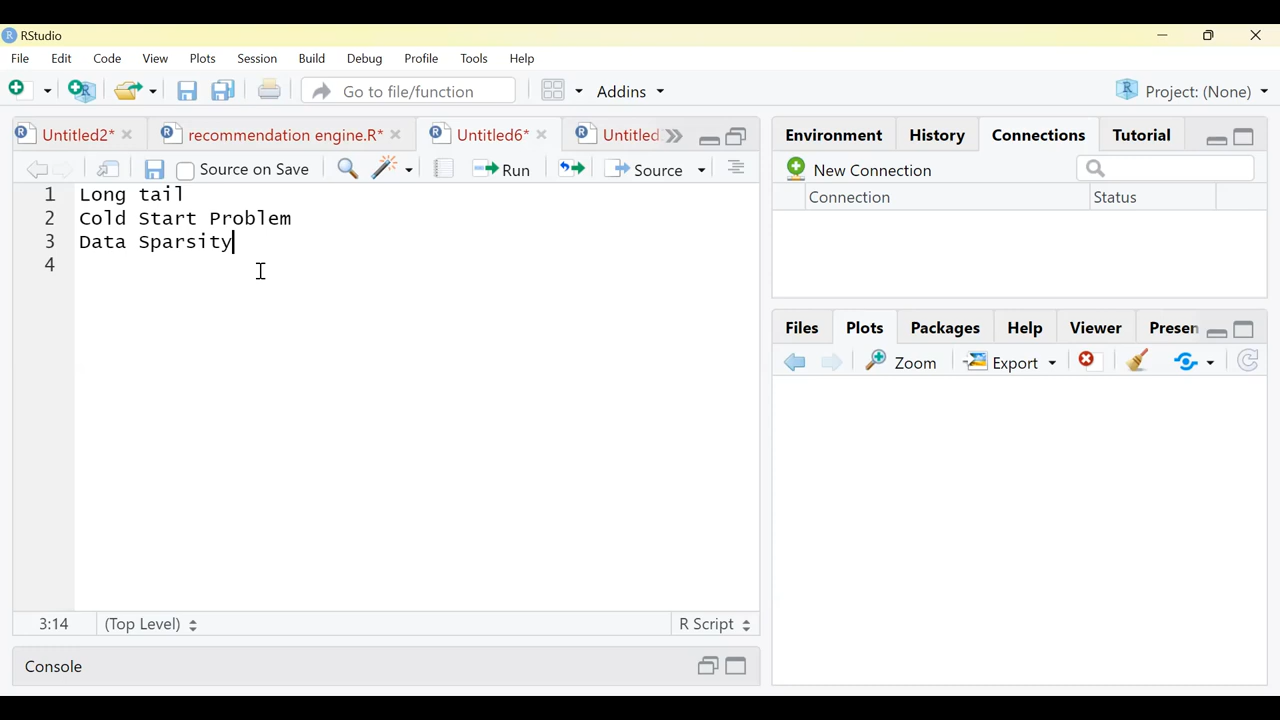 RStudio
File Edit Code View Plots Session Build Debug Profile Tools Help
Go to file/function Addins Project: (None)
Untitled2* recommendation engine.R* Untitled6* Untitled
Source on Save Run Source
1 Long tail
2 Cold Start Problem
3 Data Sparsity
4
3:14 (Top Level) R Script
Console
Environment History Connections Tutorial
New Connection
Connection Status
Files Plots Packages Help Viewer Presen
Zoom Export